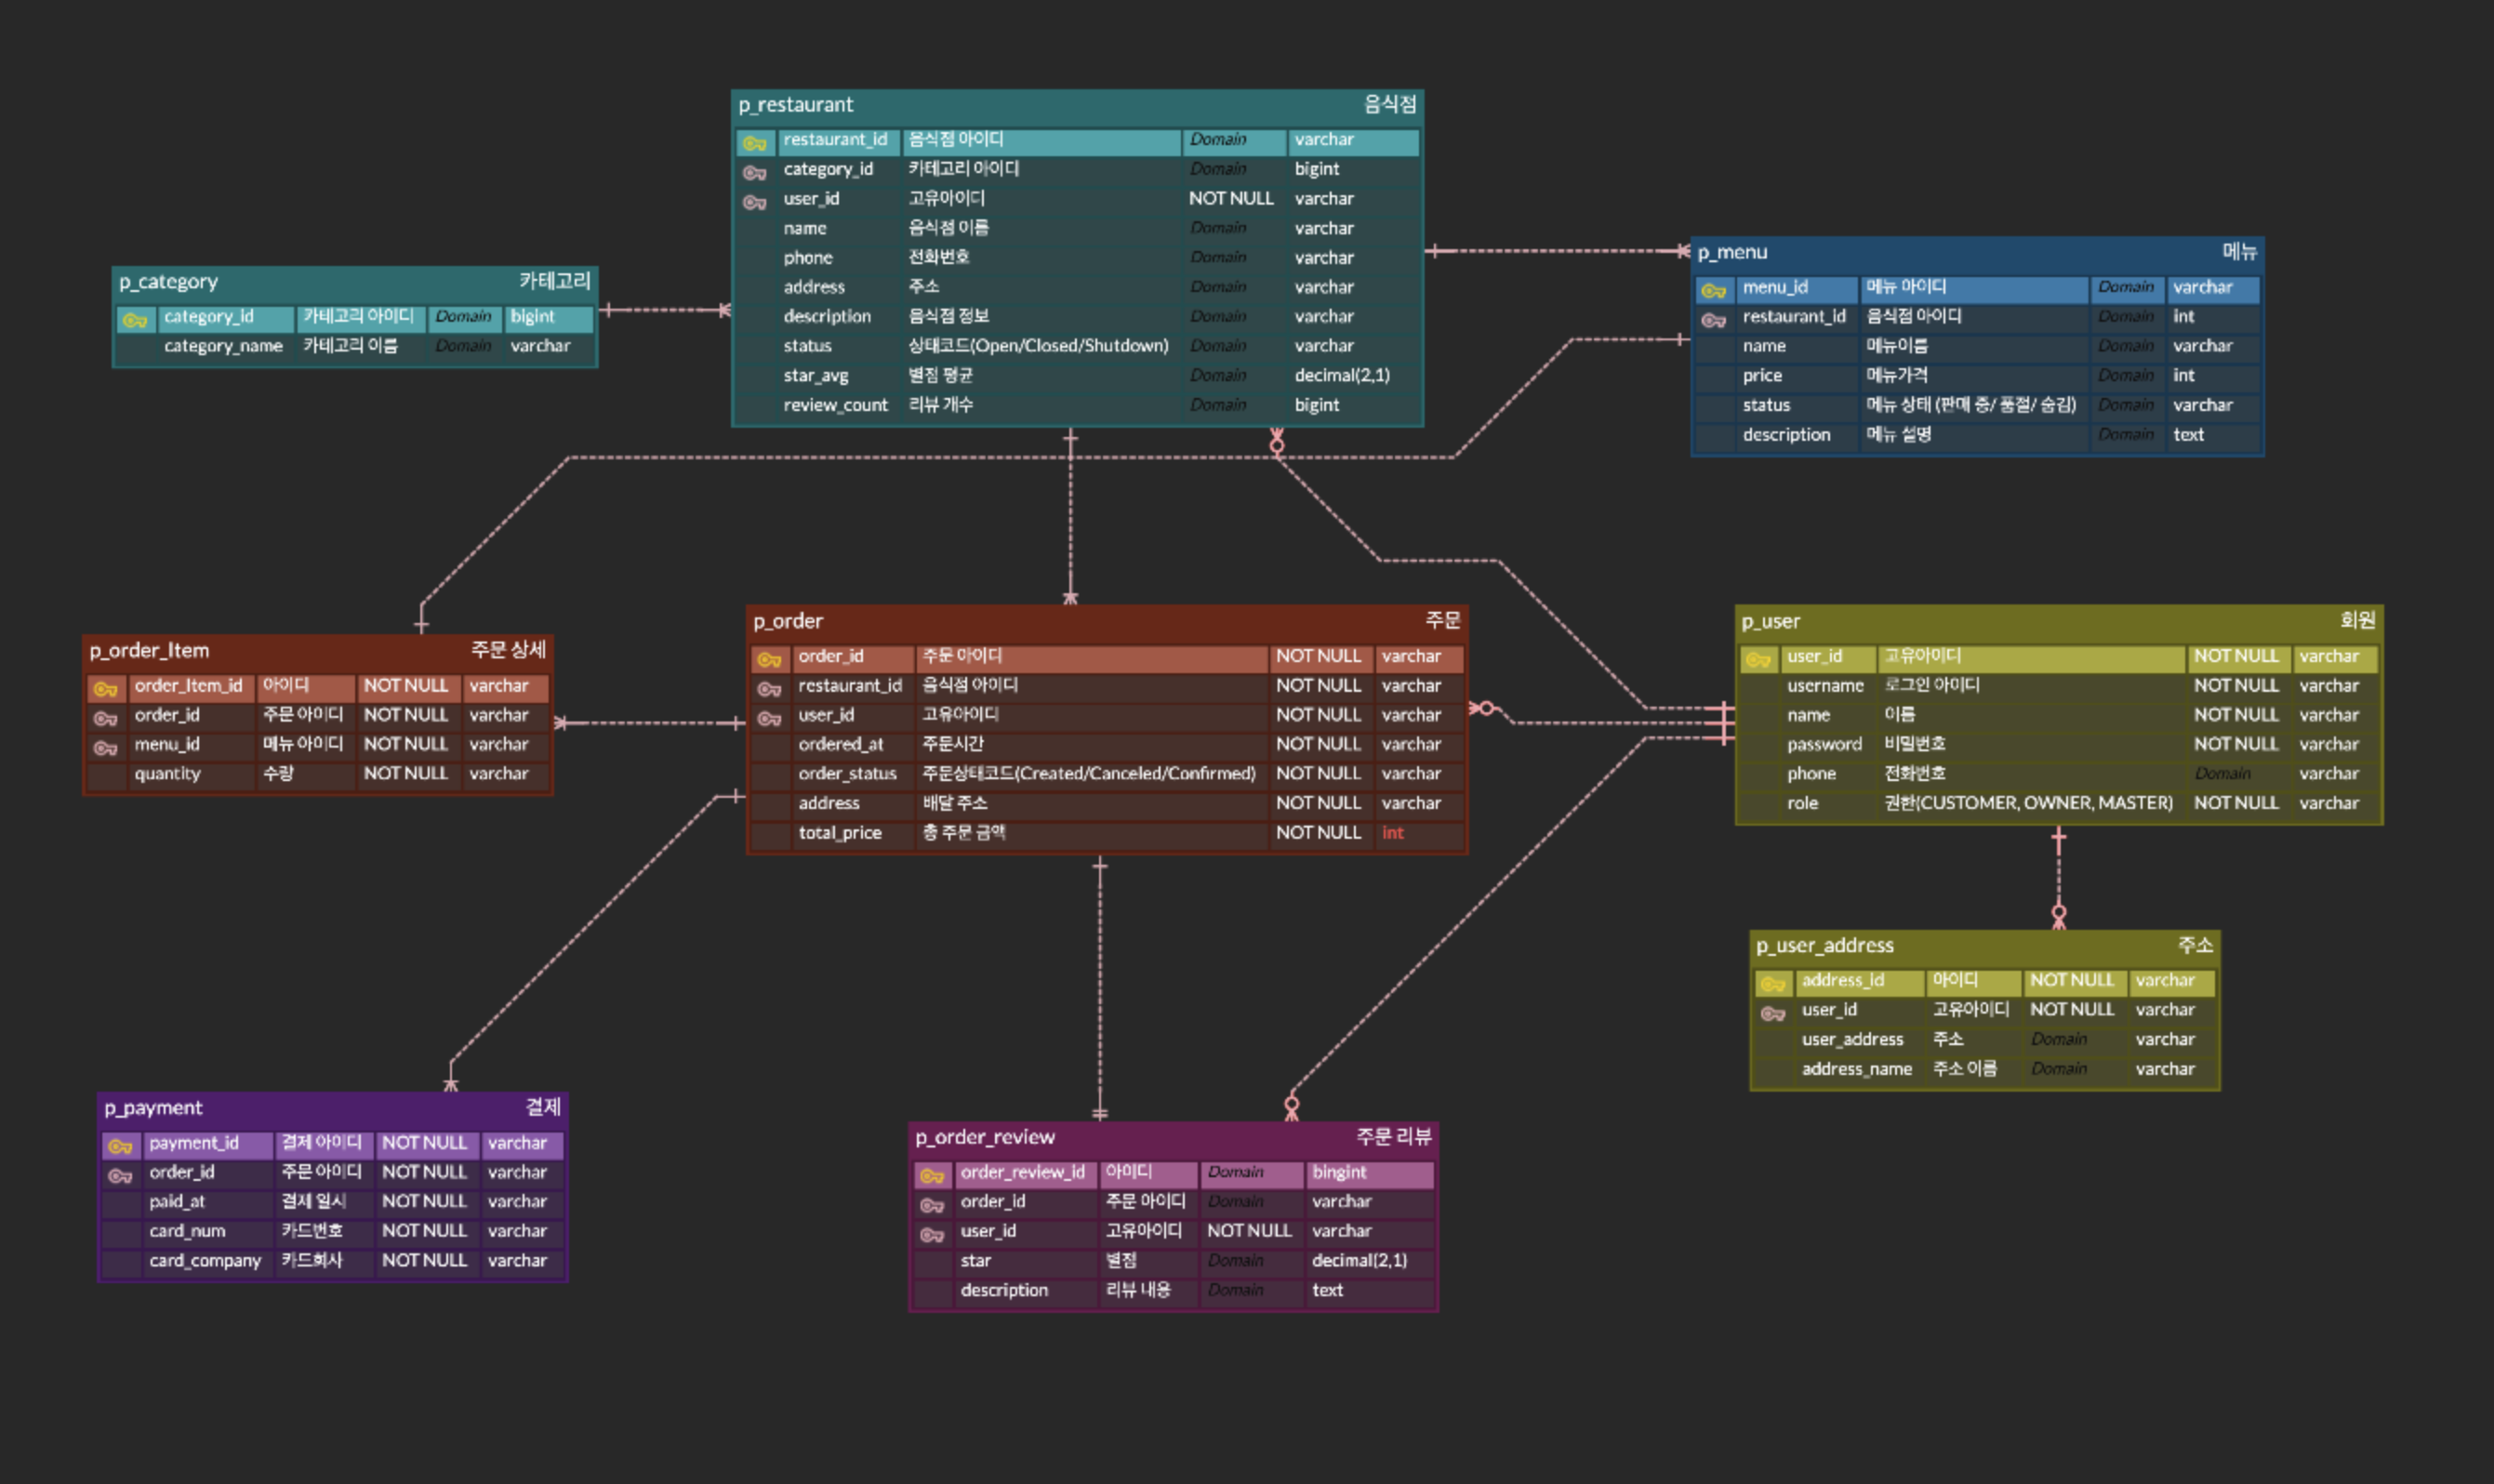 p_restaurant 음식점
restaurant_id 음식점 아이디 Domain varchar
category_id 카테고리 아이디 Domain bigint
user_id 고유아이디 NOT NULL varchar
name 음식점 이름 Domain varchar
phone 전화번호 Domain varchar
address 주소 Domain varchar
description 음식점 정보 Domain varchar
status 상태코드(Open/Closed/Shutdown) Domain varchar
star_avg 별점 평균 Domain decimal(2,1)
review_count 리뷰 개수 Domain bigint
p_category 카테고리
category_id 카테고리 아이디 Domain bigint
category_name 카테고리 이름 Domain varchar
p_menu 메뉴
menu_id 메뉴 아이디 Domain varchar
restaurant_id 음식점 아이디 Domain int
name 메뉴이름 Domain varchar
price 메뉴가격 Domain int
status 메뉴 상태 (판매 중/ 품절/ 숨김) Domain varchar
description 메뉴 설명 Domain text
p_order_Item 주문 상세
order_Item_id 아이디 NOT NULL varchar
order_id 주문 아이디 NOT NULL varchar
menu_id 메뉴 아이디 NOT NULL varchar
quantity 수량 NOT NULL varchar
p_order 주문
order_id 주문 아이디 NOT NULL varchar
restaurant_id 음식점 아이디 NOT NULL varchar
user_id 고유아이디 NOT NULL varchar
ordered_at 주문시간 NOT NULL varchar
order_status 주문상태코드(Created/Canceled/Confirmed) NOT NULL varchar
address 배달 주소 NOT NULL varchar
total_price 총 주문 금액 NOT NULL int
p_user 회원
user_id 고유아이디 NOT NULL varchar
username 로그인 아이디 NOT NULL varchar
name 이름 NOT NULL varchar
password 비밀번호 NOT NULL varchar
phone 전화번호 Domain varchar
role 권한(CUSTOMER, OWNER, MASTER) NOT NULL varchar
p_user_address 주소
address_id 아이디 NOT NULL varchar
user_id 고유아이디 NOT NULL varchar
user_address 주소 Domain varchar
address_name 주소 이름 Domain varchar
p_payment 결제
payment_id 결제 아이디 NOT NULL varchar
order_id 주문 아이디 NOT NULL varchar
paid_at 결제 일시 NOT NULL varchar
card_num 카드번호 NOT NULL varchar
card_company 카드회사 NOT NULL varchar
p_order_review 주문 리뷰
order_review_id 아이디 Domain bingint
order_id 주문 아이디 Domain varchar
user_id 고유아이디 NOT NULL varchar
star 별점 Domain decimal(2,1)
description 리뷰 내용 Domain text